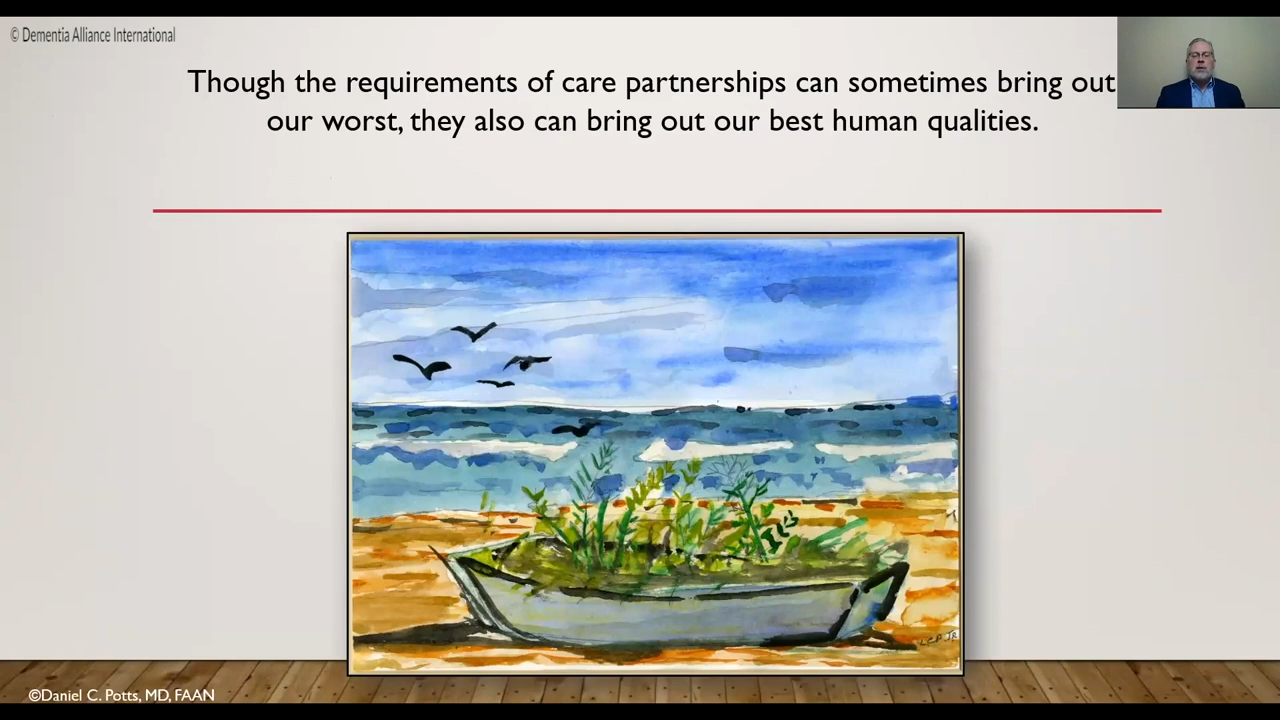 © Dementia Alliance International
Though the requirements of care partnerships can sometimes bring out
our worst, they also can bring out our best human qualities.
©Daniel C. Potts, MD, FAAN